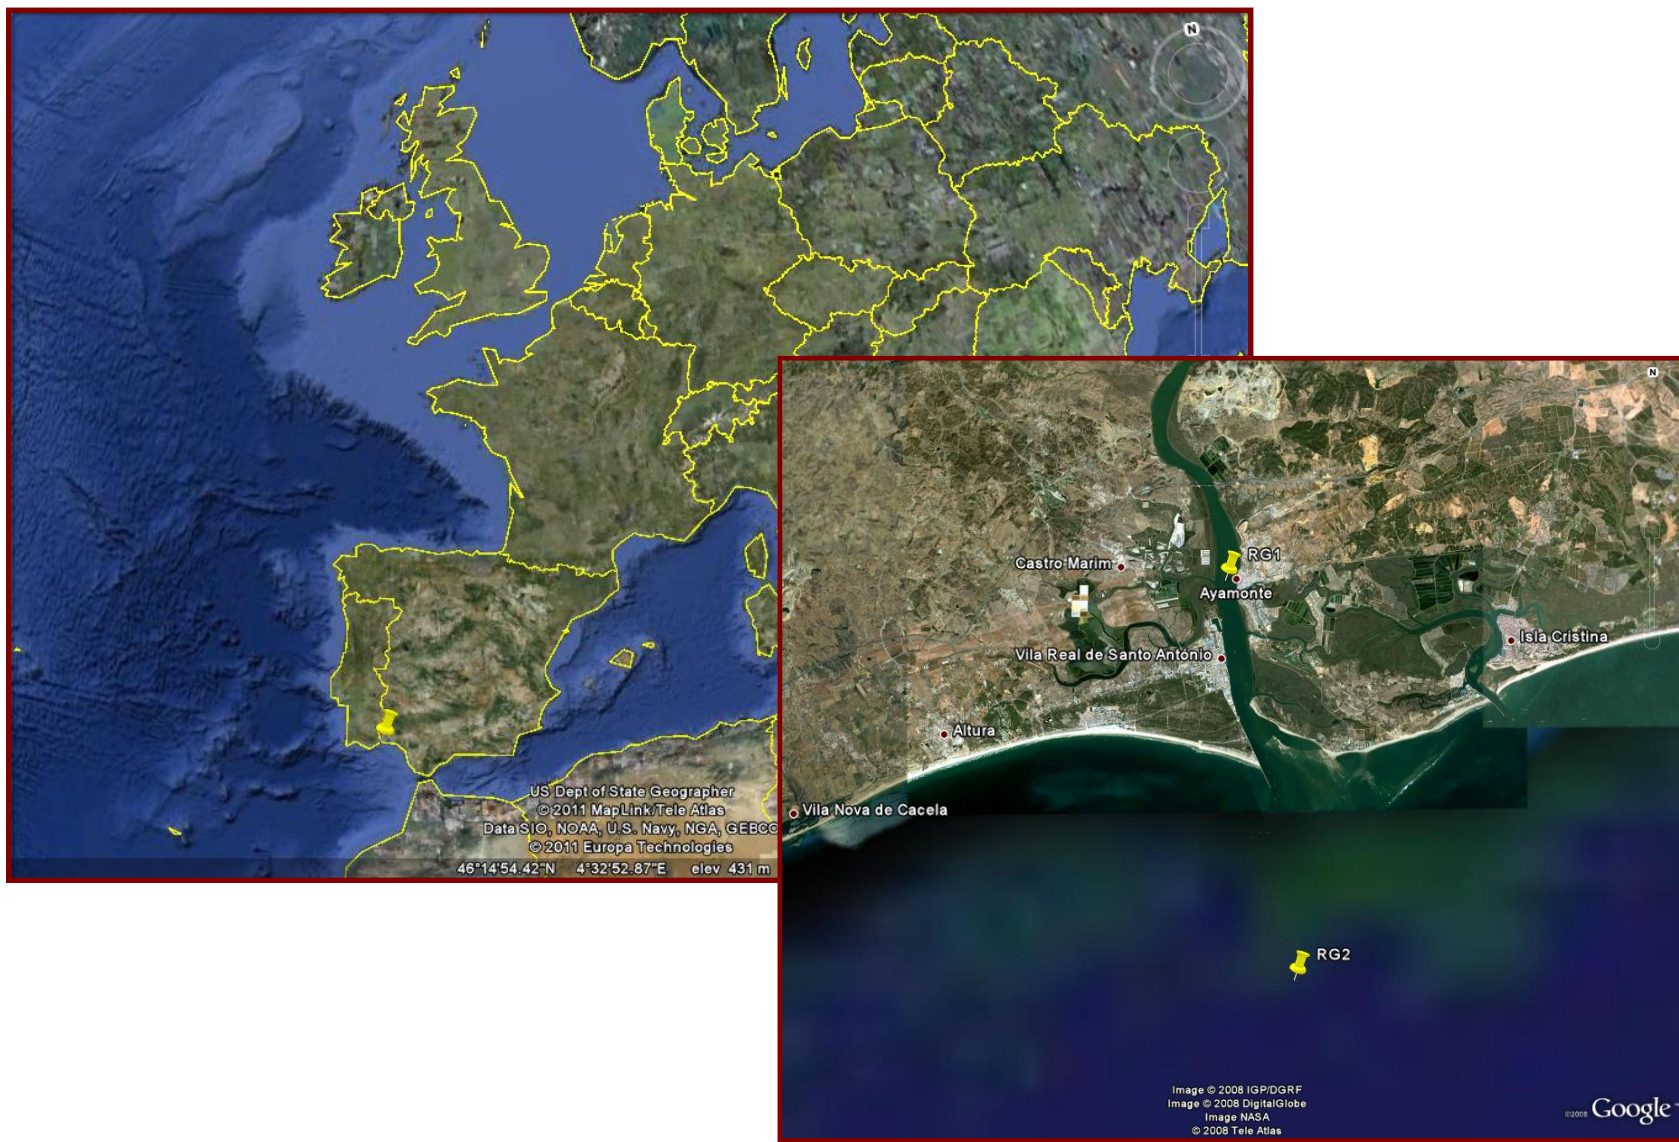 N
US Dept of State Geographer
© 2011 MapLink/Tele Atlas
Data SIO, NOAA, U.S. Navy, NGA, GEBCO
© 2011 Europa Technologies
46°14'54.42"N 4°32'52.87"E elev 431 m
N
RG1
Castro Marim
Ayamonte
Isla Cristina
Vila Real de Santo António
Altura
Vila Nova de Cacela
RG2
Image © 2008 IGP/DGRF
Image © 2008 DigitalGlobe
Image NASA
© 2008 Tele Atlas
©2008 Google